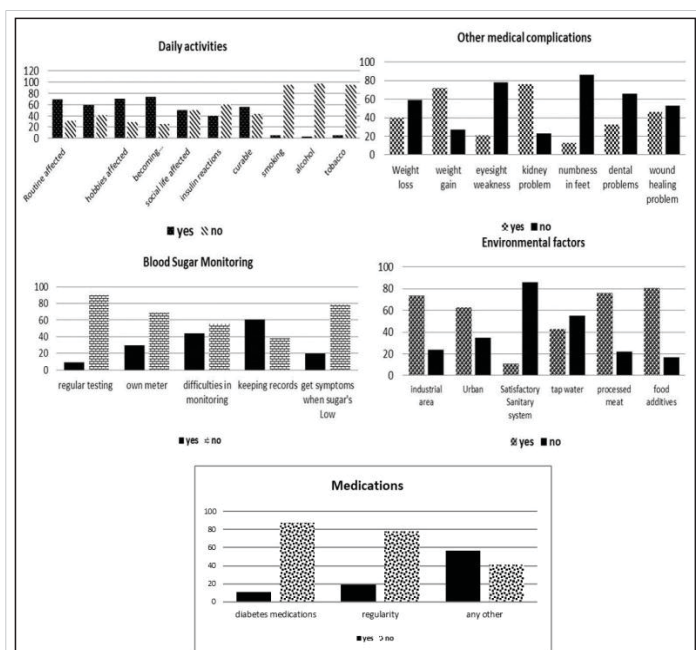 Daily activities
120
100
80
60
40
20
0
Routine affected
hobbies affected
becoming...
social life affected
insulin reactions
curable
smoking
alcohol
tobacco
yes no
Other medical complications
100
80
60
40
20
0
Weight loss
weight gain
eyesight weakness
kidney problem
numbness in feet
dental problems
wound healing problem
yes no
Blood Sugar Monitoring
100
80
60
40
20
0
regular testing
own meter
difficulties in monitoring
keeping records
get symptoms when sugar's Low
yes no
Environmental factors
100
80
60
40
20
0
industrial area
Urban
Satisfactory Sanitary system
tap water
processed meat
food additives
yes no
Medications
100
80
60
40
20
0
diabetes medications
regularity
any other
yes no